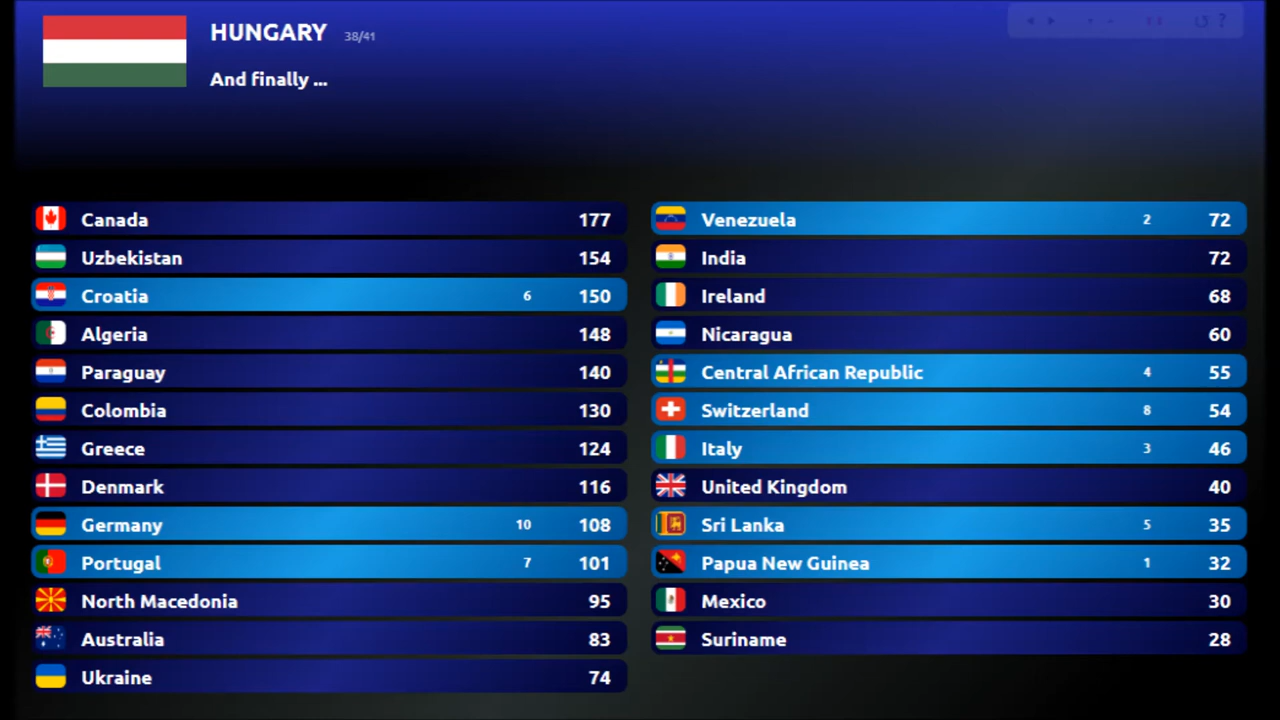 HUNGARY 38/41
And finally ...
Canada 177
Uzbekistan 154
Croatia 6 150
Algeria 148
Paraguay 140
Colombia 130
Greece 124
Denmark 116
Germany 10 108
Portugal 7 101
North Macedonia 95
Australia 83
Ukraine 74
Venezuela 2 72
India 72
Ireland 68
Nicaragua 60
Central African Republic 4 55
Switzerland 8 54
Italy 3 46
United Kingdom 40
Sri Lanka 5 35
Papua New Guinea 1 32
Mexico 30
Suriname 28